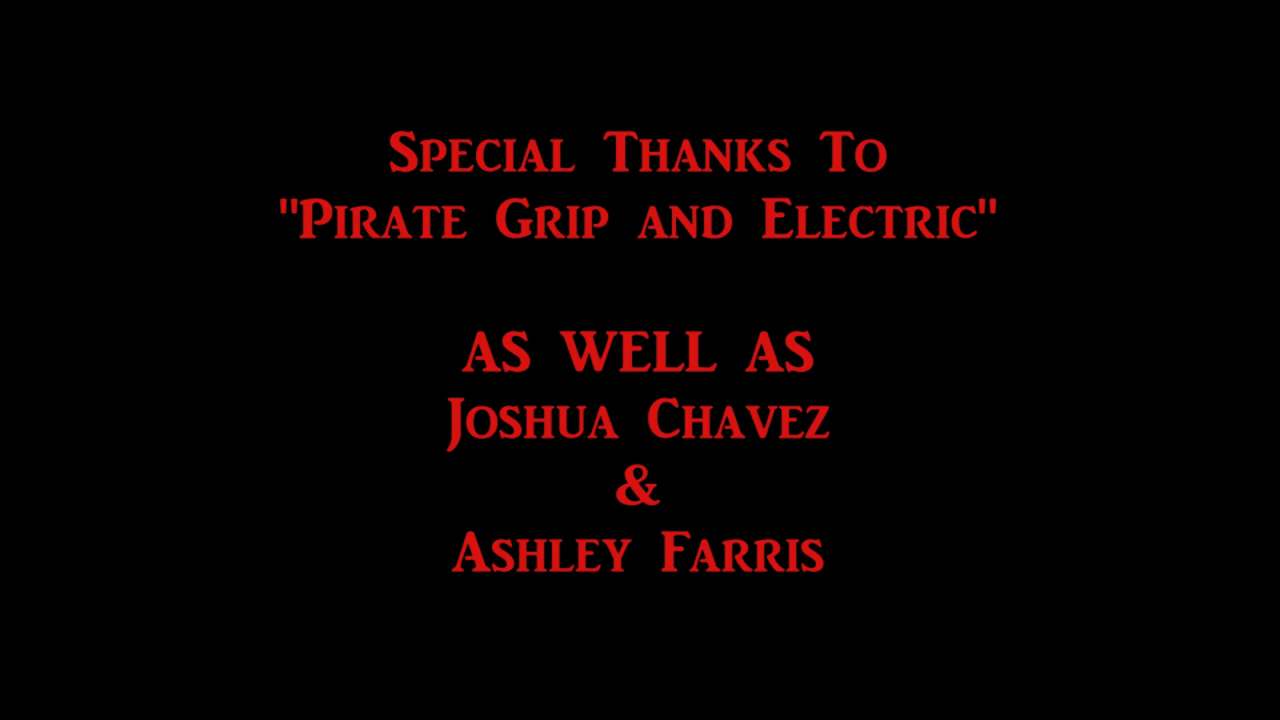 Special Thanks To
"Pirate Grip and Electric"
AS WELL AS
Joshua Chavez
&
Ashley Farris